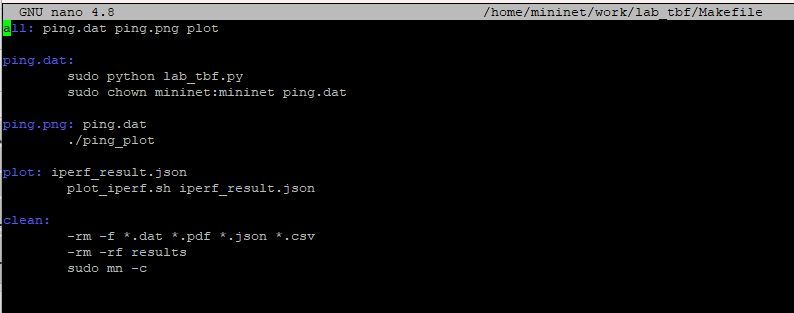 GNU nano 4.8 /home/mininet/work/lab_tbf/Makefile
all: ping.dat ping.png plot
ping.dat:
sudo python lab_tbf.py
sudo chown mininet:mininet ping.dat
ping.png: ping.dat
./ping_plot
plot: iperf_result.json
plot_iperf.sh iperf_result.json
clean:
-rm -f *.dat *.pdf *.json *.csv
-rm -rf results
sudo mn -c